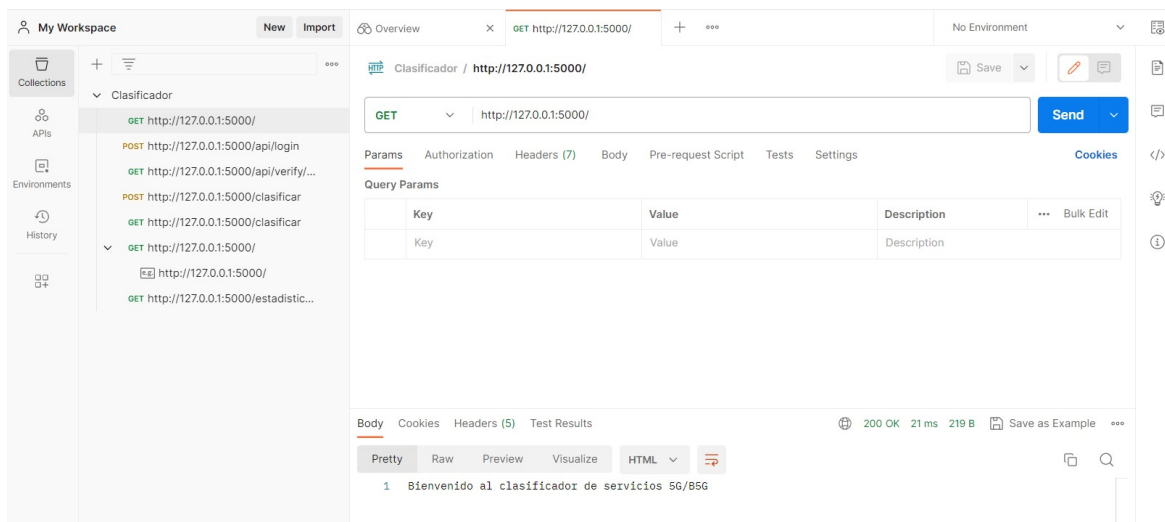 My Workspace
New
Import
Overview
GET http://127.0.0.1:5000/
No Environment
Collections
APIs
Environments
History
Clasificador
GET http://127.0.0.1:5000/
POST http://127.0.0.1:5000/api/login
GET http://127.0.0.1:5000/api/verify/...
POST http://127.0.0.1:5000/clasificar
GET http://127.0.0.1:5000/clasificar
GET http://127.0.0.1:5000/
e.g. http://127.0.0.1:5000/
GET http://127.0.0.1:5000/estadistic...
HTTP Clasificador / http://127.0.0.1:5000/
Save
GET http://127.0.0.1:5000/
Send
Params Authorization Headers (7) Body Pre-request Script Tests Settings
Cookies
Query Params
Key Value Description Bulk Edit
Key Value Description
Body Cookies Headers (5) Test Results
200 OK 21 ms 219 B Save as Example
Pretty Raw Preview Visualize HTML
1 Bienvenido al clasificador de servicios 5G/B5G